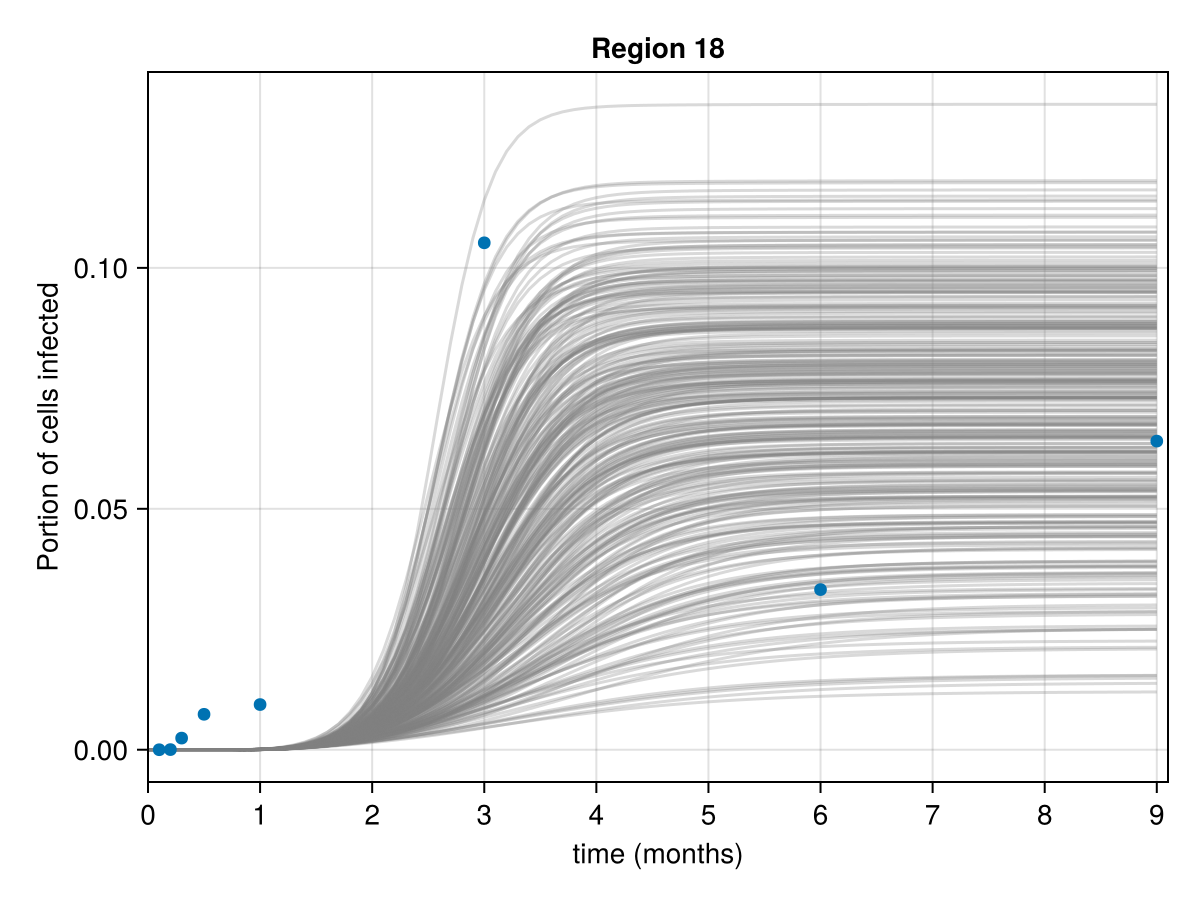 Region 18
Portion of cells infected
0.10
0.05
0.00
0 1 2 3 4 5 6 7 8 9
time (months)